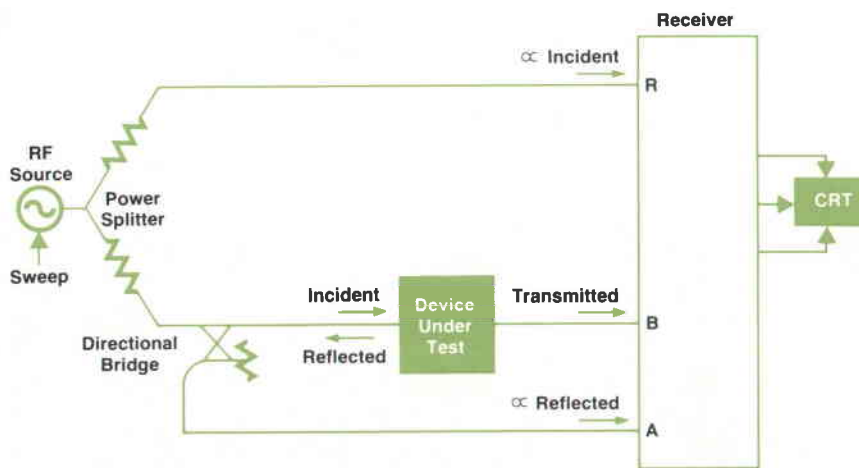 Receiver
∝ Incident
R
RF
Source
Power
Splitter
CRT
Sweep
Incident
Device
Under
Test
Transmitted
B
Directional
Bridge
Reflected
∝ Reflected
A